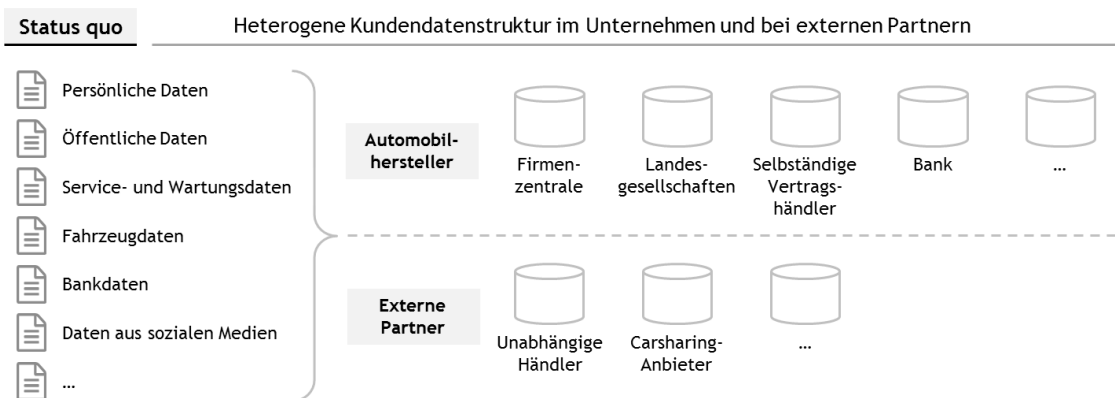 Status quo
Heterogene Kundendatenstruktur im Unternehmen und bei externen Partnern
Persönliche Daten
Öffentliche Daten
Service- und Wartungsdaten
Fahrzeugdaten
Bankdaten
Daten aus sozialen Medien
...
Automobil-
hersteller
Firmen-
zentrale
Landes-
gesellschaften
Selbständige
Vertrags-
händler
Bank
...
Externe
Partner
Unabhängige
Händler
Carsharing-
Anbieter
...